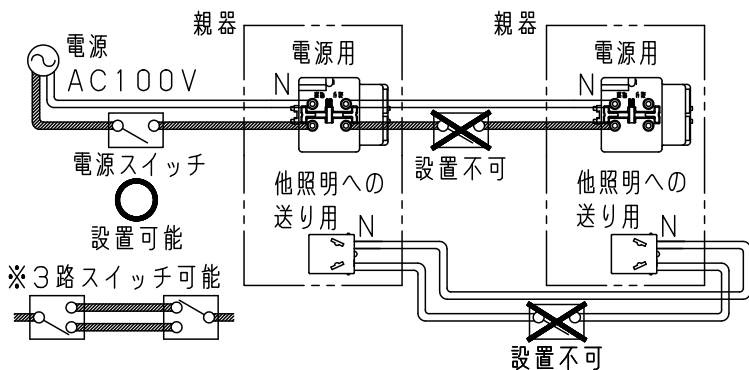 親器
親器
電源
AC100V
電源用
N
電源用
N
電源スイッチ
設置可能
設置不可
他照明への
送り用
N
他照明への
送り用
N
※3路スイッチ可能
設置不可